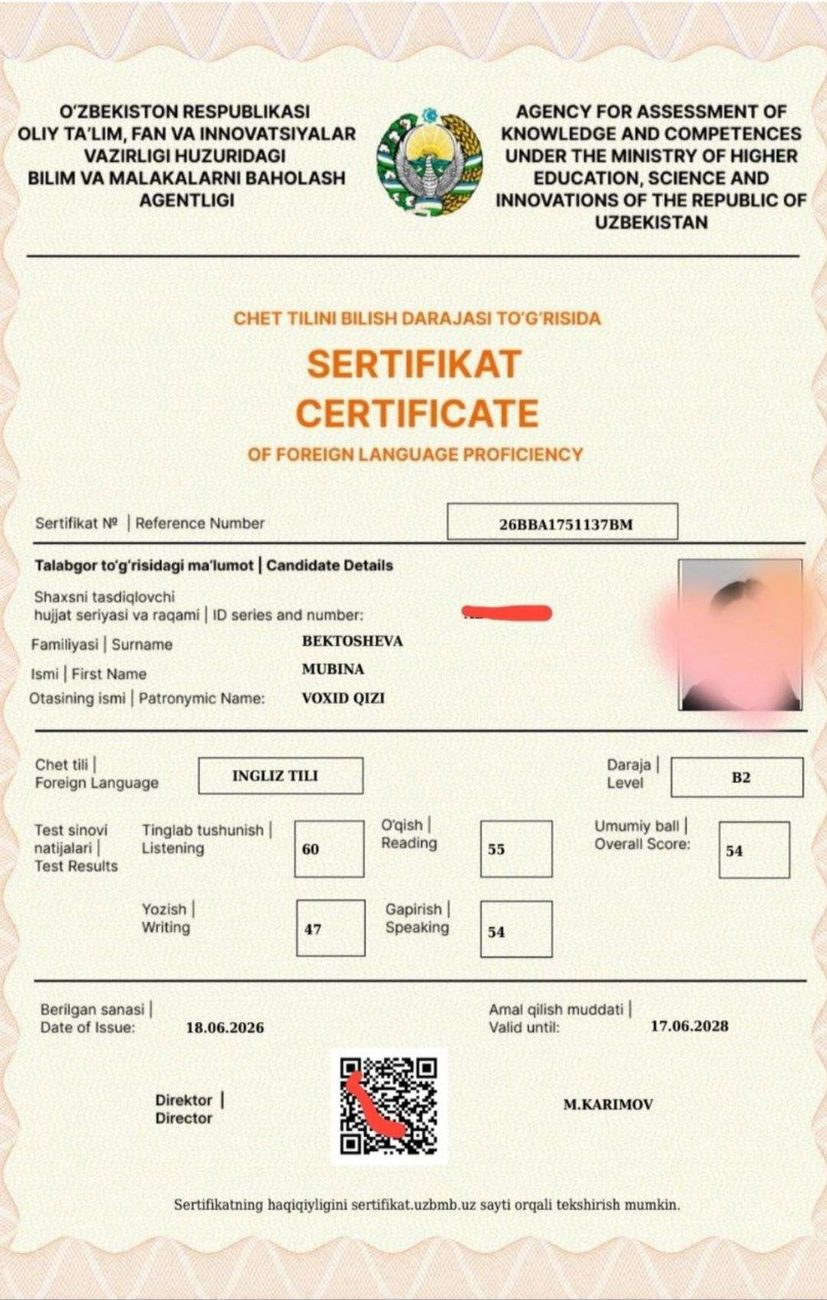 O'ZBEKISTON RESPUBLIKASI
OLIY TA'LIM, FAN VA INNOVATSIYALAR
VAZIRLIGI HUZURIDAGI
BILIM VA MALAKALARNI BAHOLASH
AGENTLIGI
AGENCY FOR ASSESSMENT OF
KNOWLEDGE AND COMPETENCES
UNDER THE MINISTRY OF HIGHER
EDUCATION, SCIENCE AND
INNOVATIONS OF THE REPUBLIC OF
UZBEKISTAN
CHET TILINI BILISH DARAJASI TO'G'RISIDA
SERTIFIKAT
CERTIFICATE
OF FOREIGN LANGUAGE PROFICIENCY
Sertifikat № | Reference Number
26BBA1751137BM
Talabgor to'g'risidagi ma'lumot | Candidate Details
Shaxsni tasdiqlovchi
hujjat seriyasi va raqami | ID series and number:
Familiyasi | Surname
BEKTOSHEVA
Ismi | First Name
MUBINA
Otasining ismi | Patronymic Name:
VOXID QIZI
Chet tili |
Foreign Language
INGLIZ TILI
Daraja |
Level
B2
Test sinovi
natijalari |
Test Results
Tinglab tushunish |
Listening
60
O'qish |
Reading
55
Umumiy ball |
Overall Score:
54
Yozish |
Writing
47
Gapirish |
Speaking
54
Berilgan sanasi |
Date of Issue:
18.06.2026
Amal qilish muddati |
Valid until:
17.06.2028
Direktor |
Director
M.KARIMOV
Sertifikatning haqiqiyligini sertifikat.uzbmb.uz sayti orqali tekshirish mumkin.